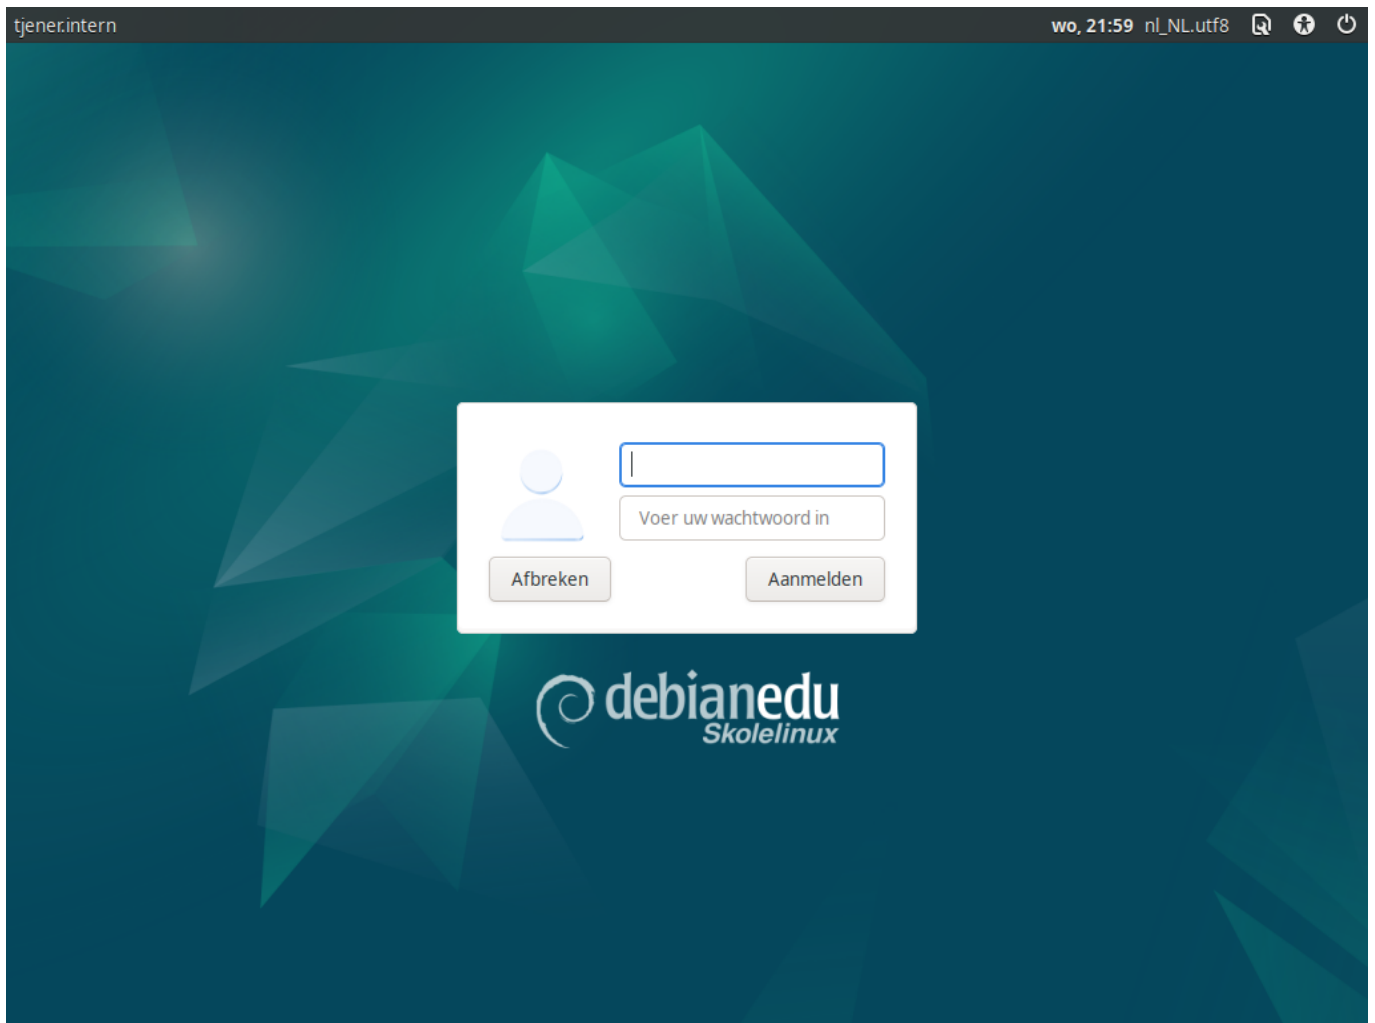 tjener.intern
wo, 21:59 nl_NL.utf8
Voer uw wachtwoord in
Afbreken Aanmelden
debianedu
Skolelinux